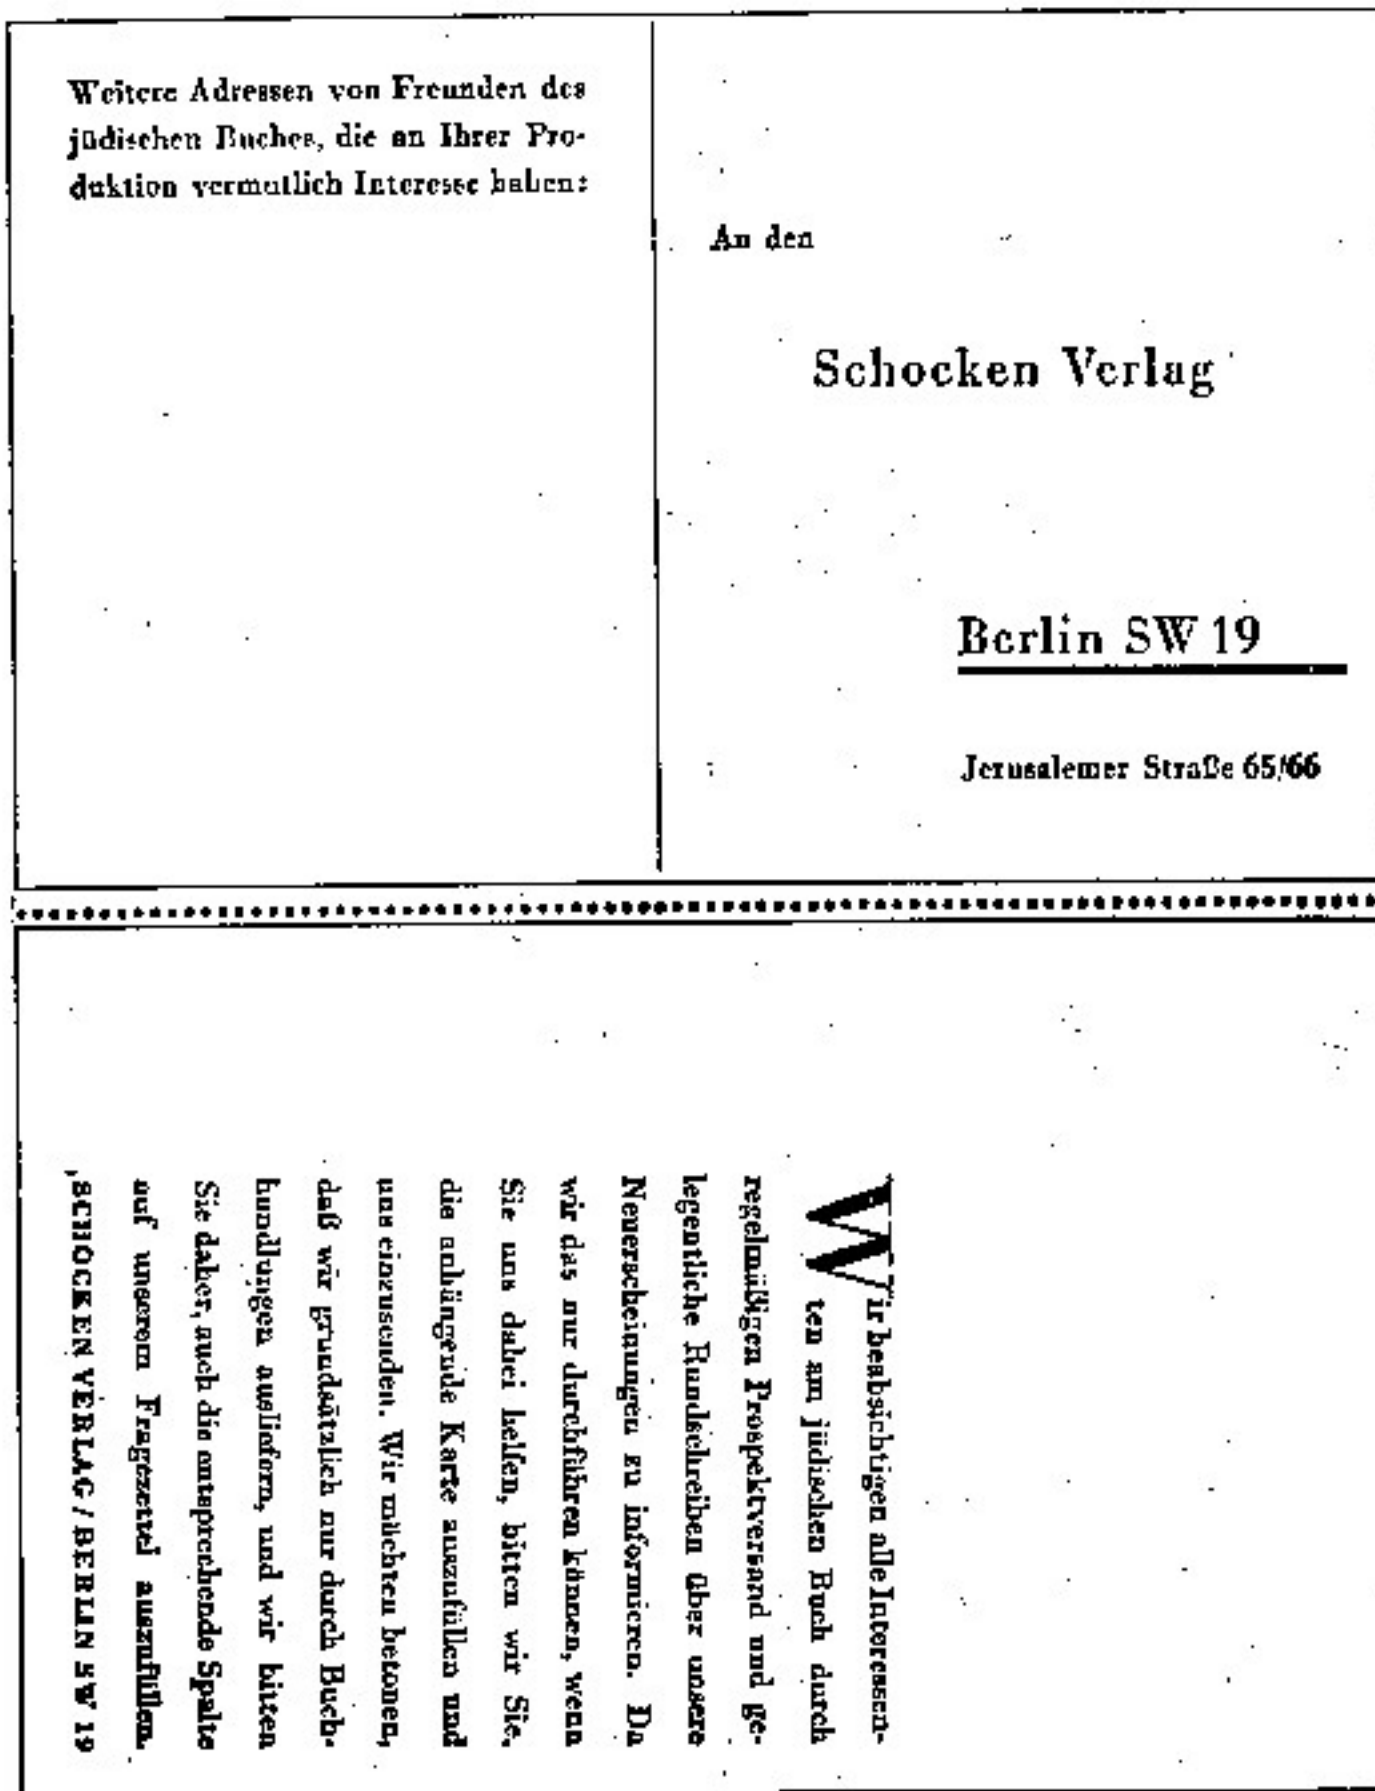 Weitere Adressen von Freunden des
jüdischen Buches, die an Ihrer Pro-
duktion vermutlich Interesse haben:
An den
Schocken Verlag
Berlin SW 19
Jerusalemer Straße 65/66
Wir beabsichtigen alle Interessen-
ten am jüdischen Buch durch
regelmäßigen Prospektversand und ge-
legentliche Rundschreiben über unsere
Neuerscheinungen zu informieren. Da
wir das nur durchführen können, wenn
Sie uns dabei helfen, bitten wir Sie,
die anhängende Karte auszufüllen und
uns einzusenden. Wir möchten betonen,
daß wir grundsätzlich nur durch Buch-
handlungen ausliefern, und wir bitten
Sie daher, auch die entsprechende Spalte
auf unserem Fragezettel auszufüllen.
SCHOCKEN VERLAG / BERLIN SW 19